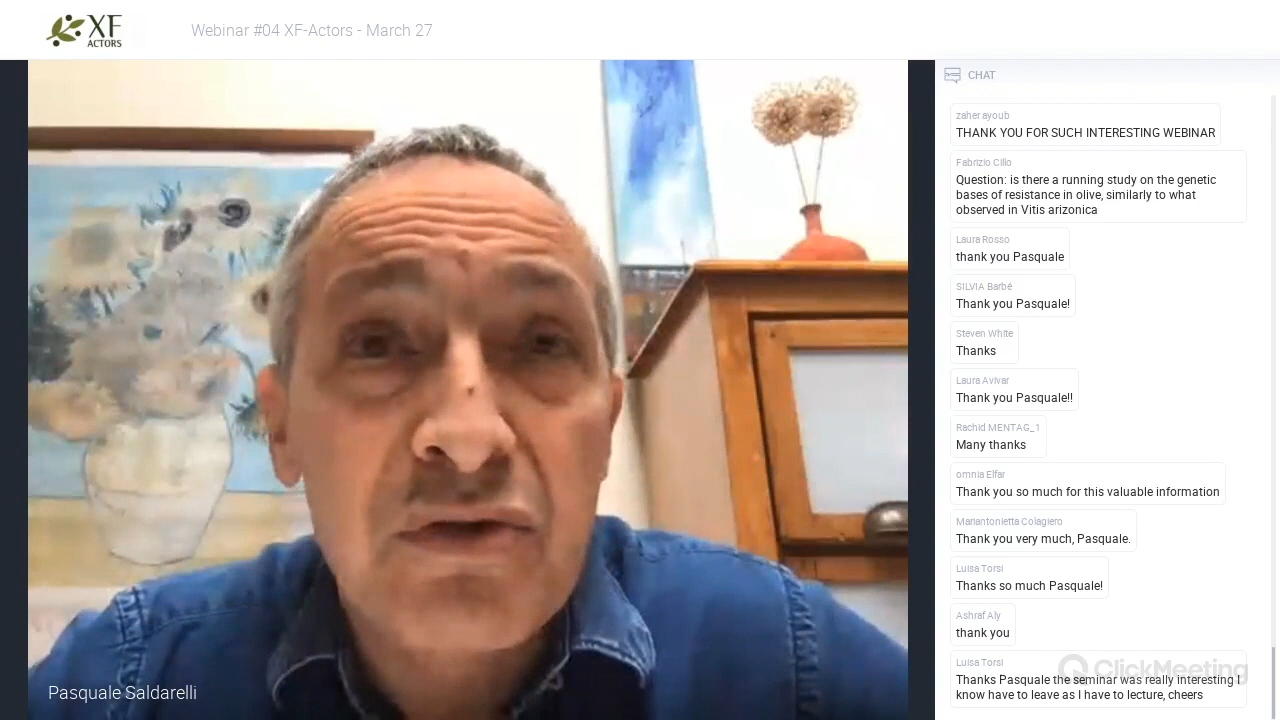 XF
ACTORS
Webinar #04 XF-Actors - March 27
CHAT
zaher ayoub
THANK YOU FOR SUCH INTERESTING WEBINAR
Fabrizio Cillo
Question: is there a running study on the genetic
bases of resistance in olive, similarly to what
observed in Vitis arizonica
Laura Rosso
thank you Pasquale
SILVIA Barbé
Thank you Pasquale!
Steven White
Thanks
Laura Avivar
Thank you Pasquale!!
Rachid MENTAG_1
Many thanks
omnia Elfar
Thank you so much for this valuable information
Mariantonietta Colagiero
Thank you very much, Pasquale.
Luisa Torsi
Thanks so much Pasquale!
Ashraf Aly
thank you
Luisa Torsi
Thanks Pasquale the seminar was really interesting I
know have to leave as I have to lecture, cheers
ClickMeeting
Pasquale Saldarelli